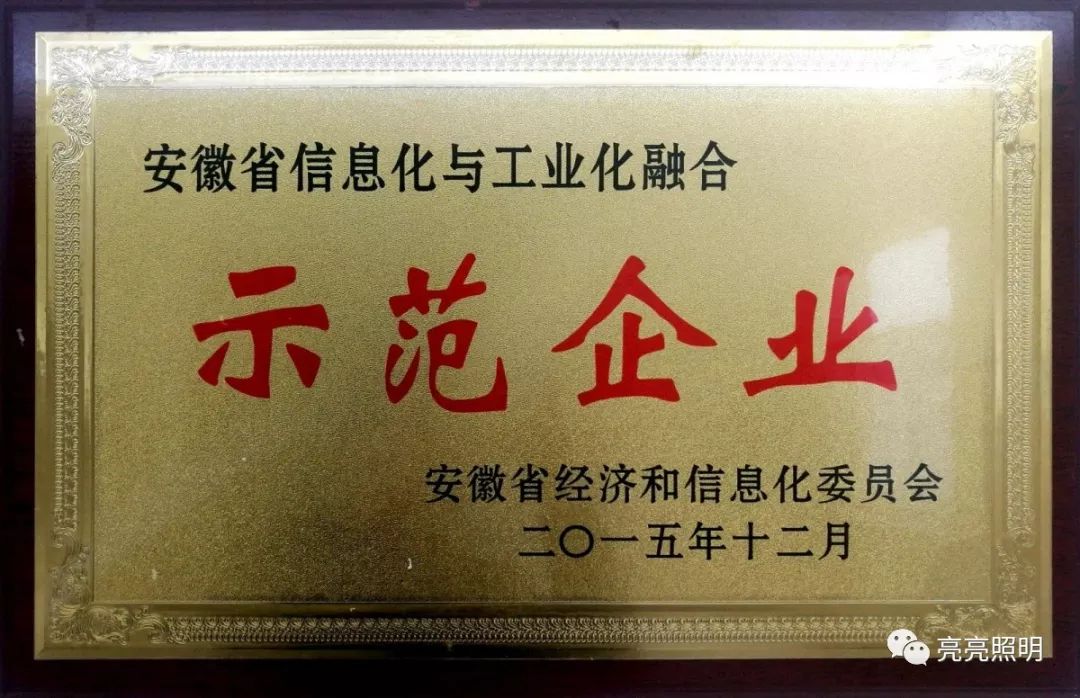 安徽省信息化与工业化融合
示范企业
安徽省经济和信息化委员会
二〇一五年十二月
亮亮照明